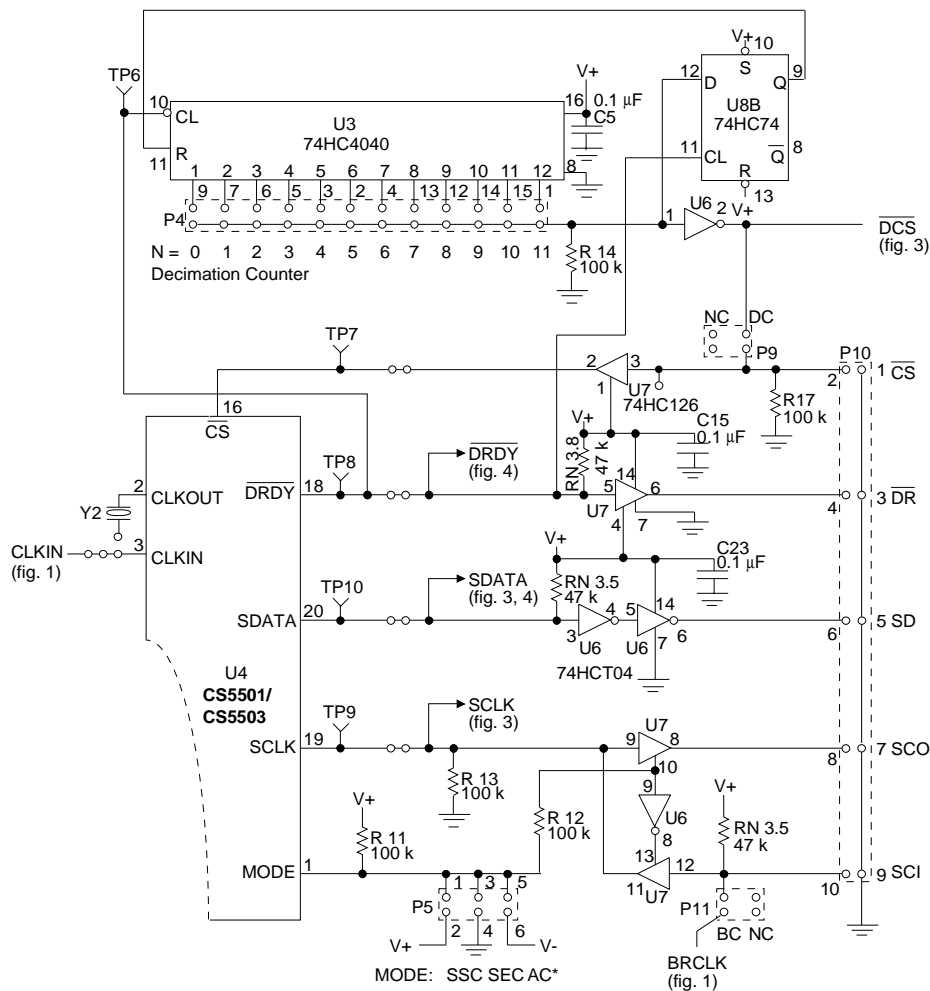 V+
10
S
12
D
Q
9
U8B
74HC74
11
CL
Q
8
R
13
V+
TP6
V+
10
CL
16
0.1 µF
C5
U3
74HC4040
R
11
8
1 2 3 4 5 6 7 8 9 10 11 12
9 7 6 5 3 2 4 13 12 14 15 1
P4
N = 0 1 2 3 4 5 6 7 8 9 10 11
Decimation Counter
R 14
100 k
1
U6
2
DCS
(fig. 3)
NC
DC
P9
TP7
2
3
1
U7
74HC126
P10
1
CS
2
R17
100 k
16
CS
V+
C15
0.1 µF
RN 3.8
47 k
TP8
DRDY
(fig. 4)
DRDY
18
2
CLKOUT
Y2
3
CLKIN
CLKIN
(fig. 1)
14
5
6
U7
4
7
3
DR
4
V+
C23
0.1 µF
TP10
SDATA
(fig. 3, 4)
RN 3.5
47 k
SDATA
20
3
4
U6
5
14
6
U6
7
74HCT04
5
SD
6
U4
CS5501/
CS5503
TP9
SCLK
(fig. 3)
SCLK
19
R 13
100 k
U7
9
8
10
7
SCO
8
9
U6
8
V+
R 11
100 k
R 12
100 k
V+
RN 3.5
47 k
MODE
1
13
12
11
U7
9
SCI
10
1
3
5
P5
2
4
6
V+
V-
P11
BC NC
MODE: SSC SEC AC*
BRCLK
(fig. 1)